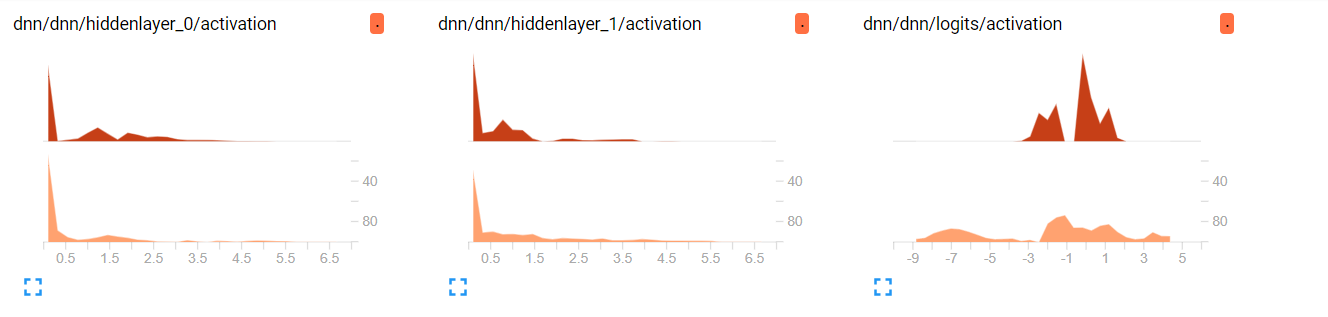 dnn/dnn/hiddenlayer_0/activation
.
40
80
0.5 1.5 2.5 3.5 4.5 5.5 6.5
dnn/dnn/hiddenlayer_1/activation
.
40
80
0.5 1.5 2.5 3.5 4.5 5.5 6.5
dnn/dnn/logits/activation
.
40
80
-9 -7 -5 -3 -1 1 3 5